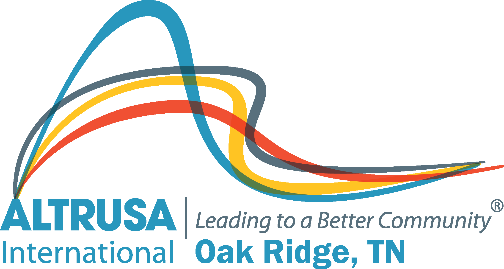 ALTRUSA | Leading to a Better Community®
International Oak Ridge, TN